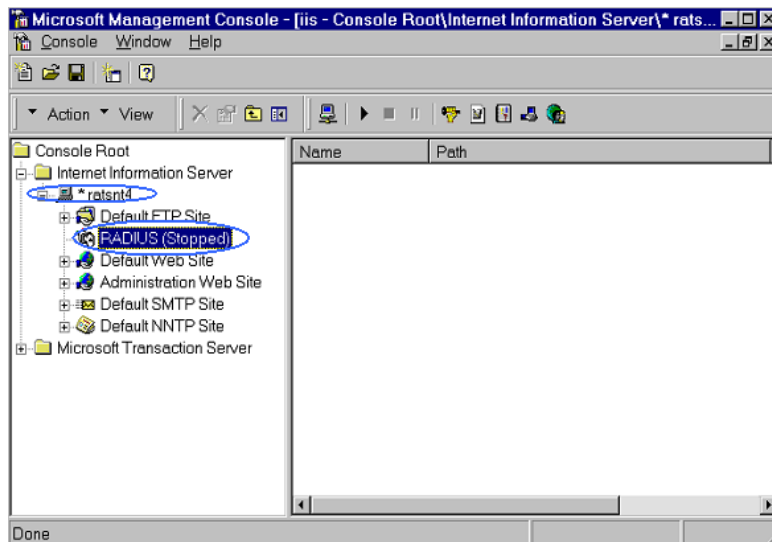 Microsoft Management Console - [iis - Console Root\Internet Information Server\* rats...
Console Window Help
Action View
Console Root
Internet Information Server
* ratsnt4
Default FTP Site
RADIUS (Stopped)
Default Web Site
Administration Web Site
Default SMTP Site
Default NNTP Site
Microsoft Transaction Server
Name Path
Done